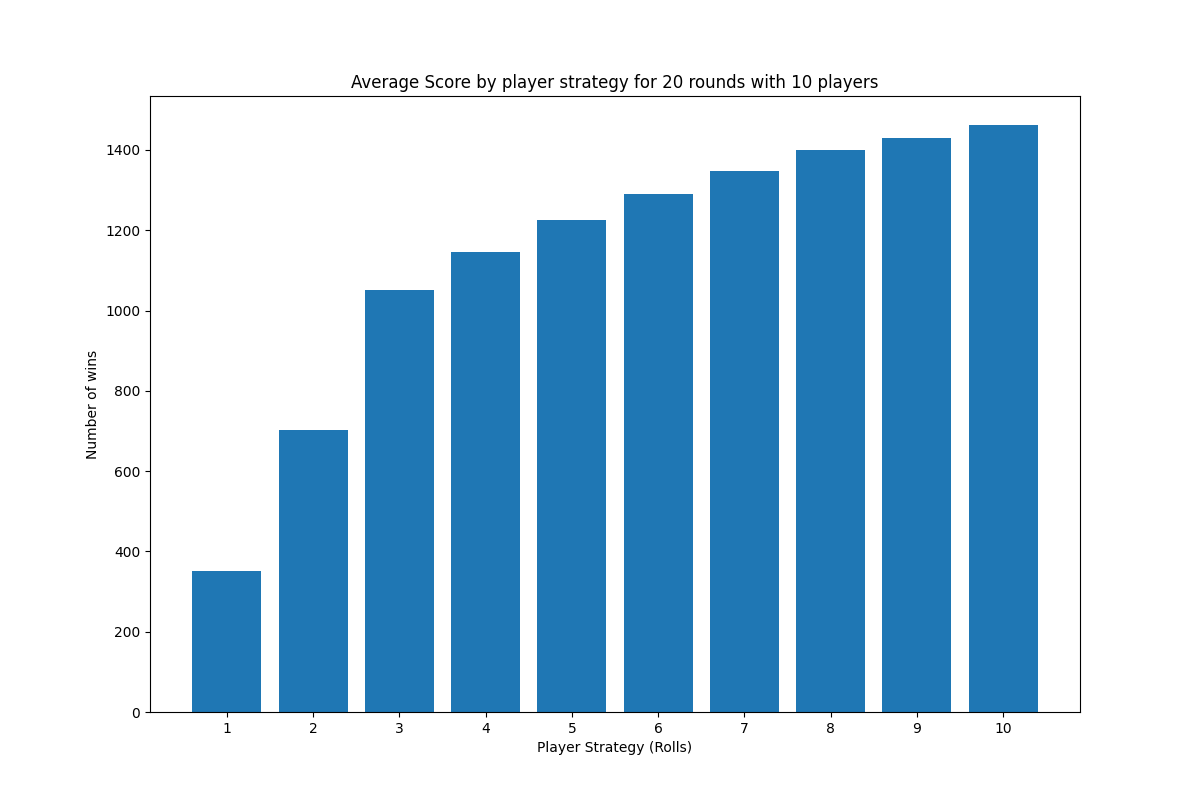 Average Score by player strategy for 20 rounds with 10 players
1400
1200
1000
800
600
400
200
0
Number of wins
1 2 3 4 5 6 7 8 9 10
Player Strategy (Rolls)